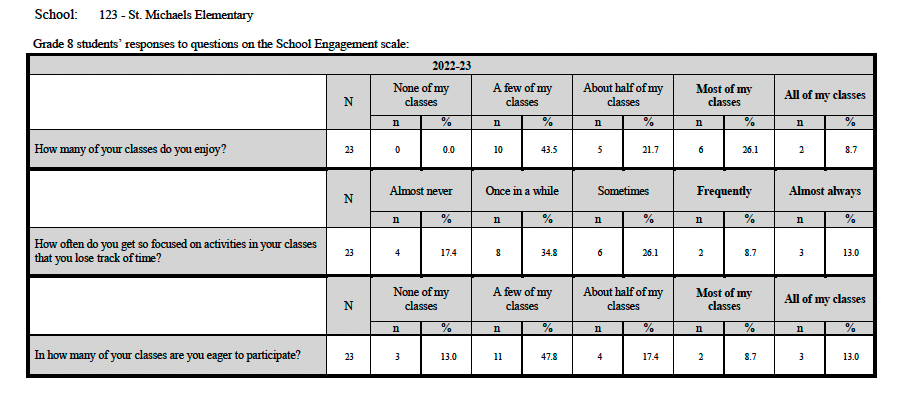 School: 123 - St. Michaels Elementary
Grade 8 students' responses to questions on the School Engagement scale:
2022-23
N None of my classes A few of my classes About half of my classes Most of my classes All of my classes
n % n % n % n % n %
How many of your classes do you enjoy? 23 0 0.0 10 43.5 5 21.7 6 26.1 2 8.7
N Almost never Once in a while Sometimes Frequently Almost always
n % n % n % n % n %
How often do you get so focused on activities in your classes
that you lose track of time? 23 4 17.4 8 34.8 6 26.1 2 8.7 3 13.0
N None of my classes A few of my classes About half of my classes Most of my classes All of my classes
n % n % n % n % n %
In how many of your classes are you eager to participate? 23 3 13.0 11 47.8 4 17.4 2 8.7 3 13.0